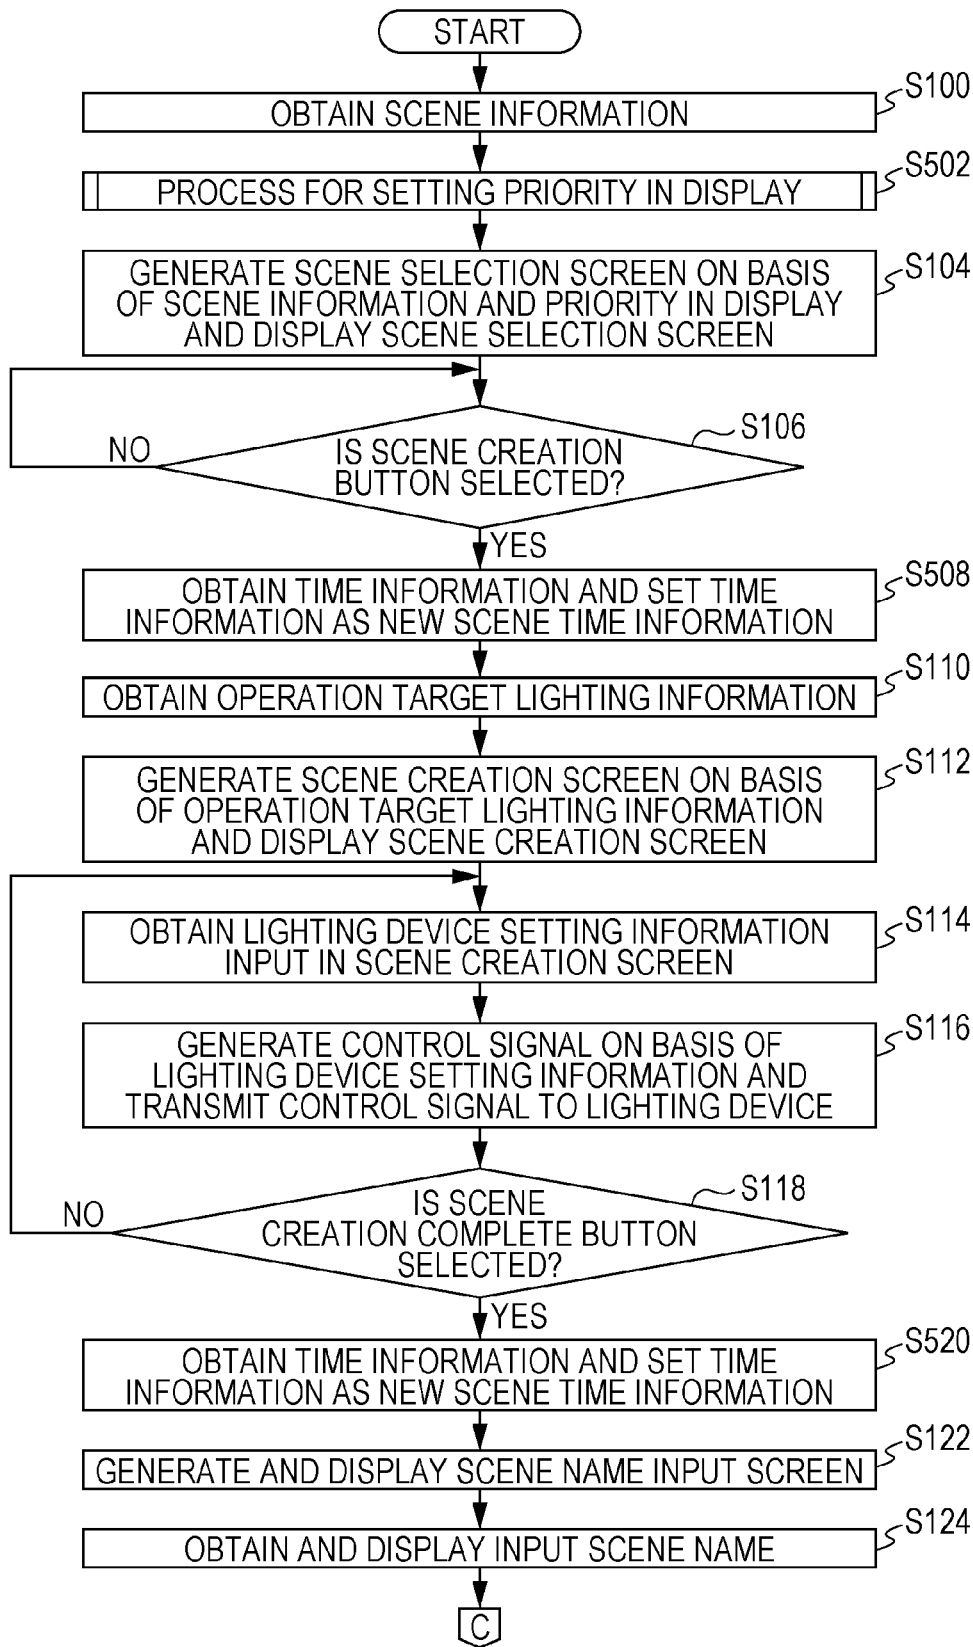 START
S100
OBTAIN SCENE INFORMATION
S502
PROCESS FOR SETTING PRIORITY IN DISPLAY
S104
GENERATE SCENE SELECTION SCREEN ON BASIS
OF SCENE INFORMATION AND PRIORITY IN DISPLAY
AND DISPLAY SCENE SELECTION SCREEN
S106
NO
IS SCENE CREATION
BUTTON SELECTED?
YES
S508
OBTAIN TIME INFORMATION AND SET TIME
INFORMATION AS NEW SCENE TIME INFORMATION
S110
OBTAIN OPERATION TARGET LIGHTING INFORMATION
S112
GENERATE SCENE CREATION SCREEN ON BASIS
OF OPERATION TARGET LIGHTING INFORMATION
AND DISPLAY SCENE CREATION SCREEN
S114
OBTAIN LIGHTING DEVICE SETTING INFORMATION
INPUT IN SCENE CREATION SCREEN
S116
GENERATE CONTROL SIGNAL ON BASIS OF
LIGHTING DEVICE SETTING INFORMATION AND
TRANSMIT CONTROL SIGNAL TO LIGHTING DEVICE
S118
NO
IS SCENE
CREATION COMPLETE BUTTON
SELECTED?
YES
S520
OBTAIN TIME INFORMATION AND SET TIME
INFORMATION AS NEW SCENE TIME INFORMATION
S122
GENERATE AND DISPLAY SCENE NAME INPUT SCREEN
S124
OBTAIN AND DISPLAY INPUT SCENE NAME
C